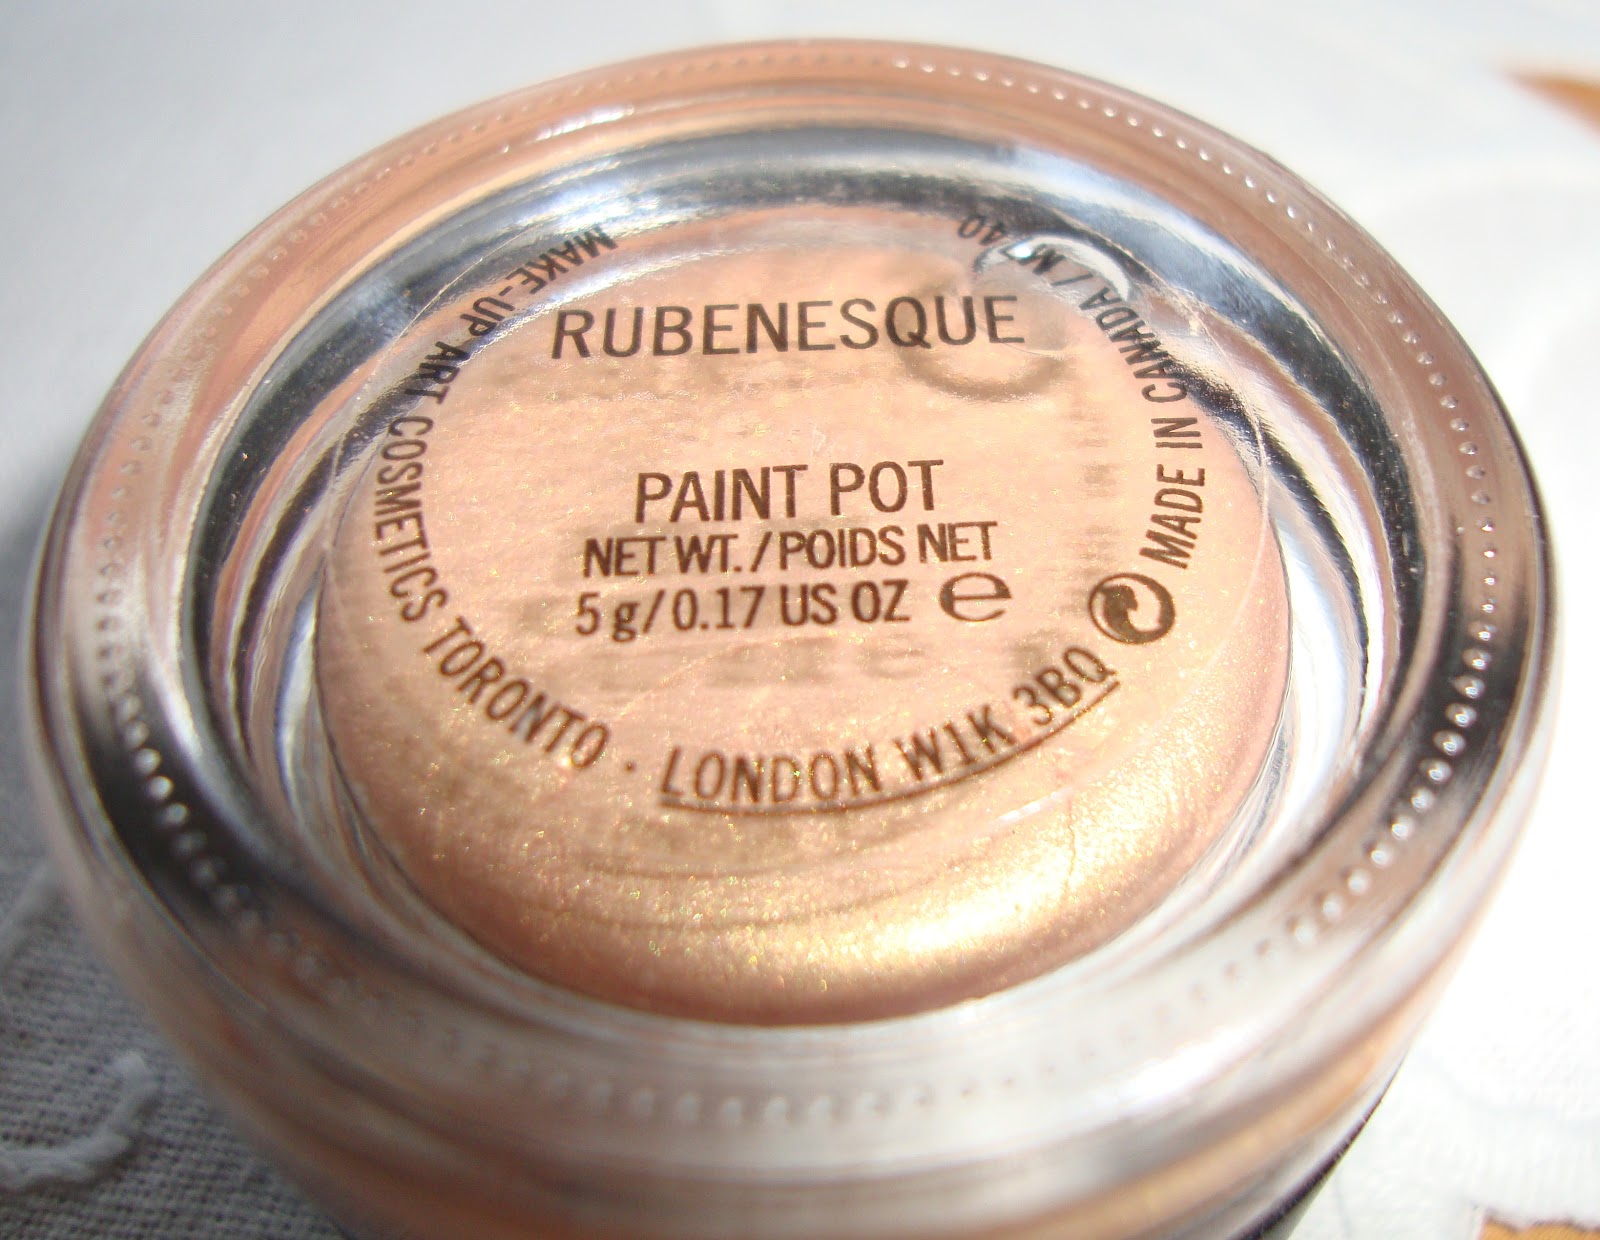 RUBENESQUE
PAINT POT
NET WT./POIDS NET
5 g/0.17 US OZ e
MAKE-UP ART COSMETICS TORONTO · LONDON W1K 3BQ
MADE IN CANADA / M740